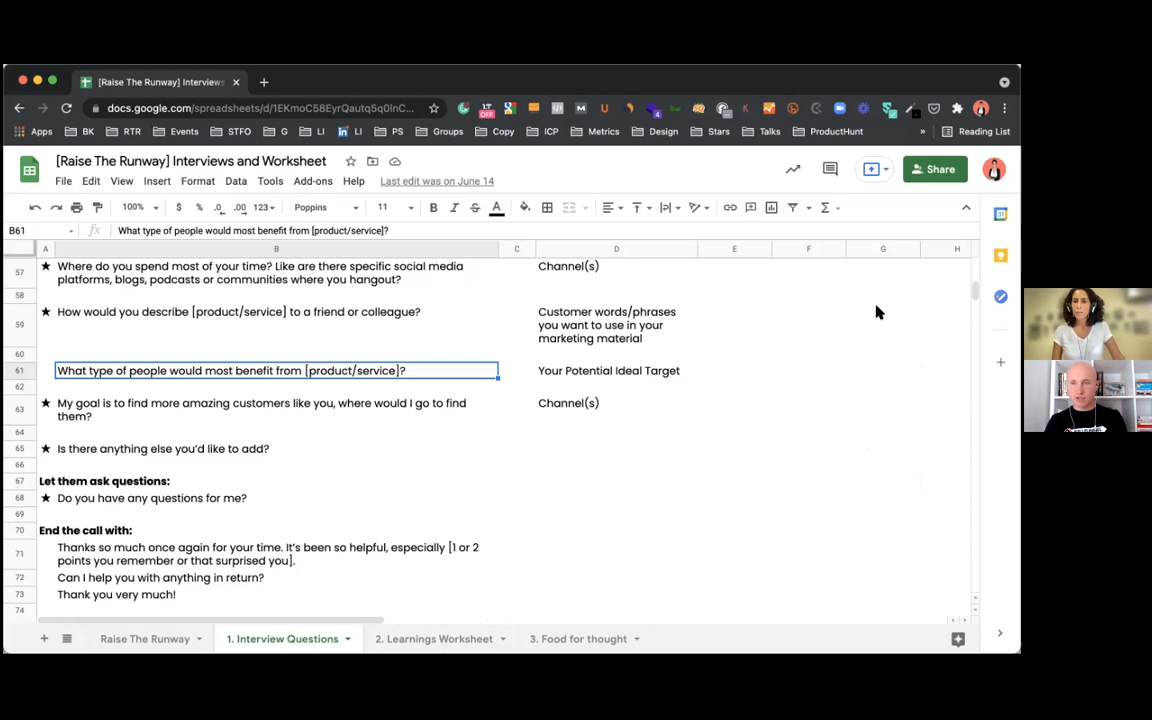 [Raise The Runway] Interviews
docs.google.com/spreadsheets/d/1EKmoC58EyrQautq5q0InC...
Apps BK RTR Events STFO G LI LI PS Groups Copy ICP Metrics Design Stars Talks ProductHunt » Reading List
[Raise The Runway] Interviews and Worksheet
File Edit View Insert Format Data Tools Add-ons Help Last edit was on June 14
Share
100% $ % .0 .00 123 Poppins 11 B I S A
B61 fx What type of people would most benefit from [product/service]?
A B C D E F G H
57 ★ Where do you spend most of your time? Like are there specific social media Channel(s)
platforms, blogs, podcasts or communities where you hangout?
58
59 ★ How would you describe [product/service] to a friend or colleague? Customer words/phrases
you want to use in your
marketing material
60
61 What type of people would most benefit from [product/service]? Your Potential Ideal Target
62
63 ★ My goal is to find more amazing customers like you, where would I go to find Channel(s)
them?
64
65 ★ Is there anything else you'd like to add?
66
67 Let them ask questions:
68 ★ Do you have any questions for me?
69
70 End the call with:
71 Thanks so much once again for your time. It's been so helpful, especially [1 or 2
points you remember or that surprised you].
72 Can I help you with anything in return?
73 Thank you very much!
74
Raise The Runway 1. Interview Questions 2. Learnings Worksheet 3. Food for thought